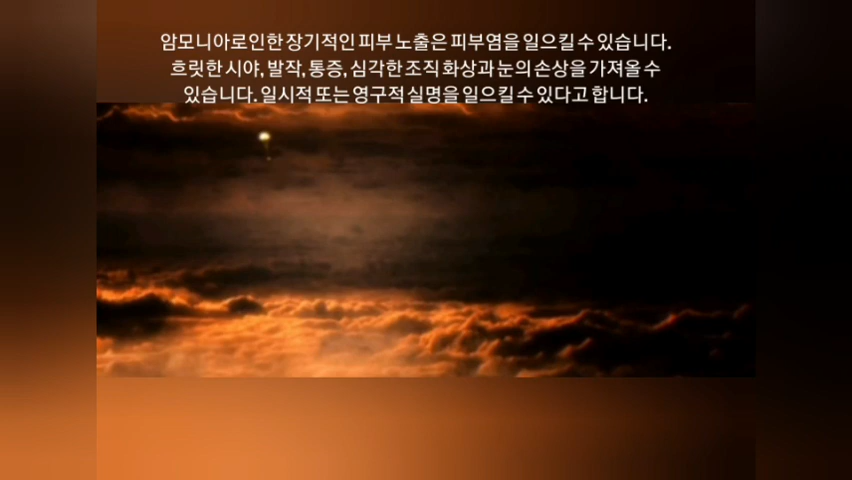 암모니아로인한 장기적인 피부 노출은 피부염을 일으킬 수 있습니다.
흐릿한 시야, 발작, 통증, 심각한 조직 화상과 눈의 손상을 가져올 수
있습니다. 일시적 또는 영구적 실명을 일으킬 수 있다고 합니다.